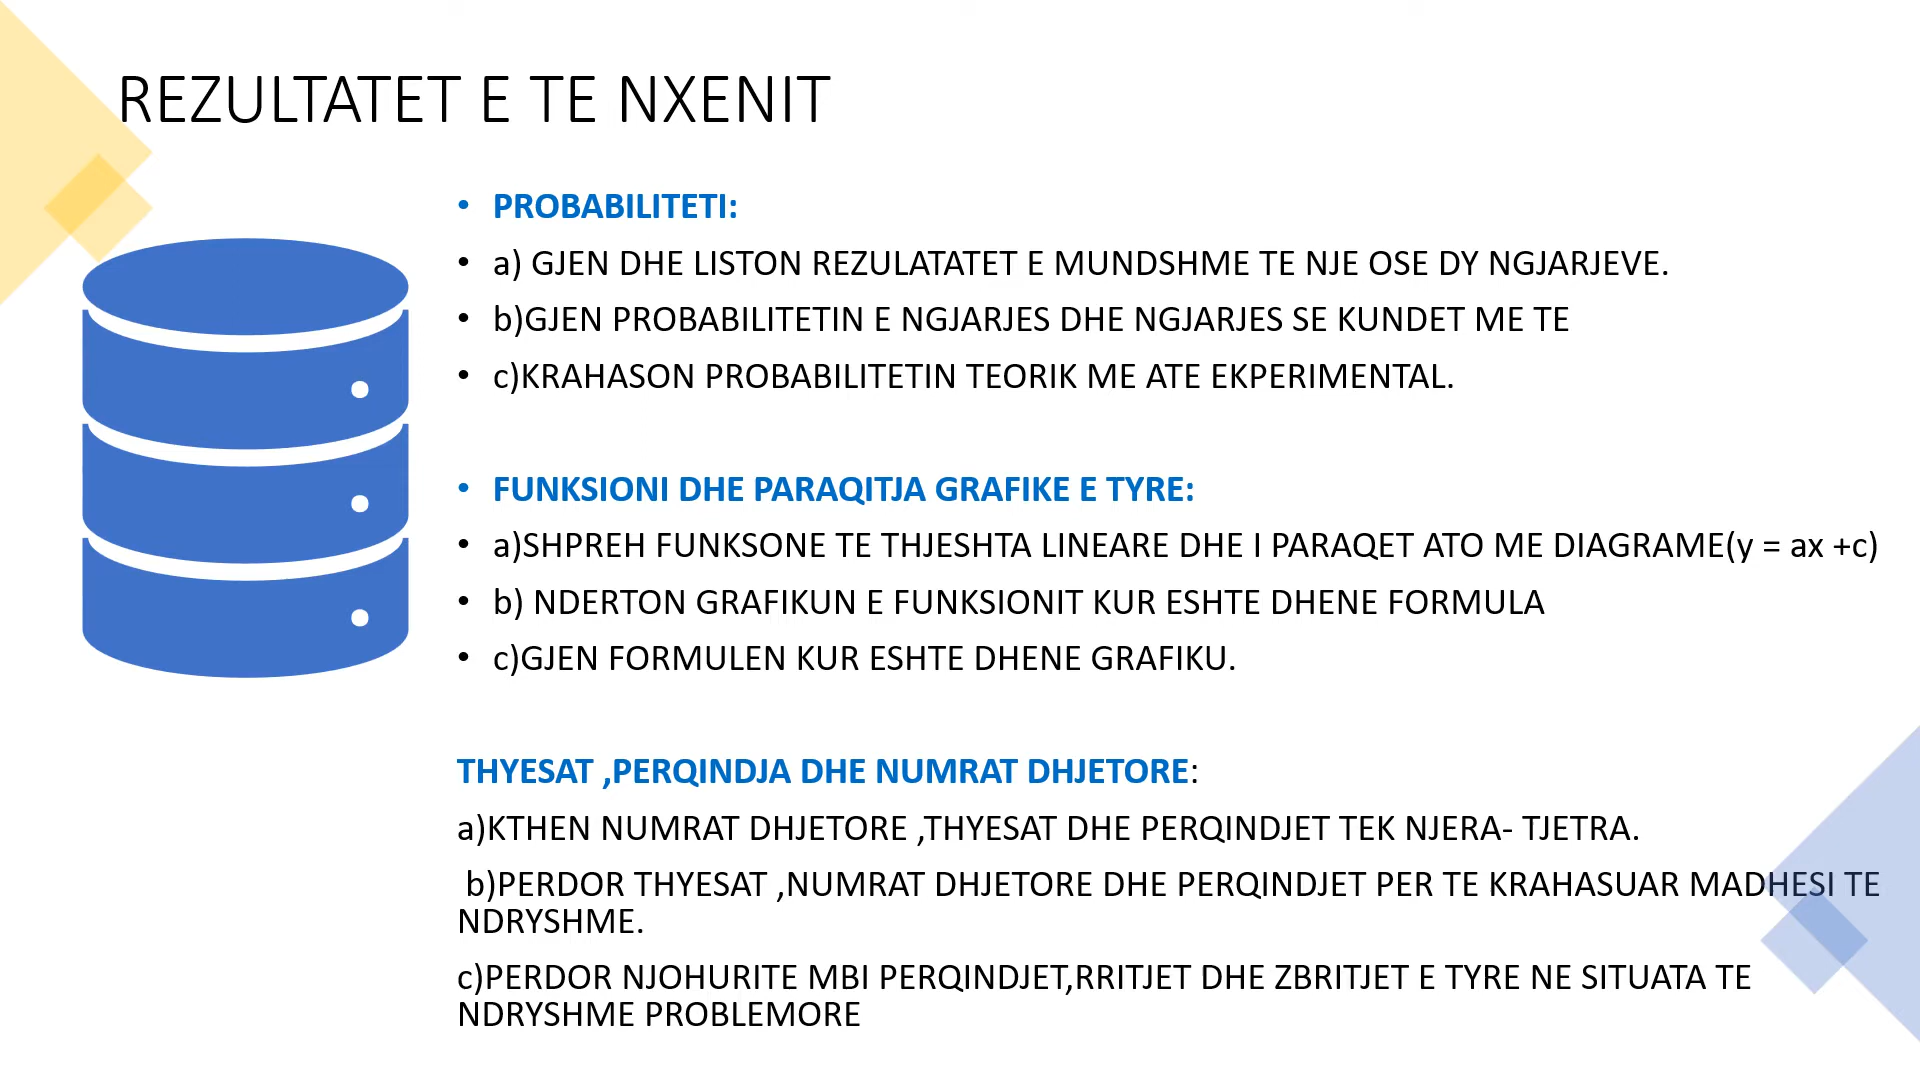 REZULTATET E TE NXENIT
• PROBABILITETI:
• a) GJEN DHE LISTON REZULATATET E MUNDSHME TE NJE OSE DY NGJARJEVE.
• b)GJEN PROBABILITETIN E NGJARJES DHE NGJARJES SE KUNDET ME TE
• c)KRAHASON PROBABILITETIN TEORIK ME ATE EKPERIMENTAL.
• FUNKSIONI DHE PARAQITJA GRAFIKE E TYRE:
• a)SHPREH FUNKSONE TE THJESHTA LINEARE DHE I PARAQET ATO ME DIAGRAME(y = ax +c)
• b) NDERTON GRAFIKUN E FUNKSIONIT KUR ESHTE DHENE FORMULA
• c)GJEN FORMULEN KUR ESHTE DHENE GRAFIKU.
THYESAT ,PERQINDJA DHE NUMRAT DHJETORE:
a)KTHEN NUMRAT DHJETORE ,THYESAT DHE PERQINDJET TEK NJERA- TJETRA.
b)PERDOR THYESAT ,NUMRAT DHJETORE DHE PERQINDJET PER TE KRAHASUAR MADHESI TE
NDRYSHME.
c)PERDOR NJOHURITE MBI PERQINDJET,RRITJET DHE ZBRITJET E TYRE NE SITUATA TE
NDRYSHME PROBLEMORE